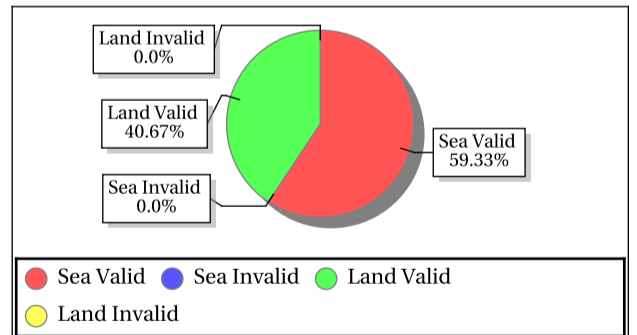 Land Invalid
0.0%
Land Valid
40.67%
Sea Valid
59.33%
Sea Invalid
0.0%
Sea Valid Sea Invalid Land Valid
Land Invalid